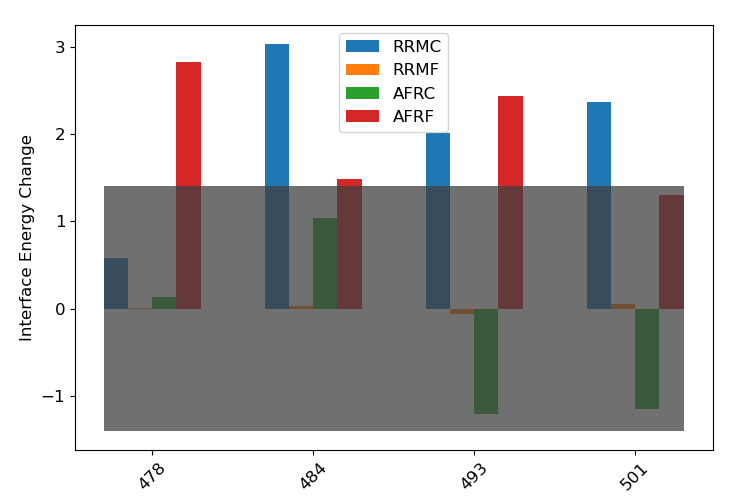 RRMC
RRMF
AFRC
AFRF
Interface Energy Change
3
2
1
0
−1
478
484
493
501